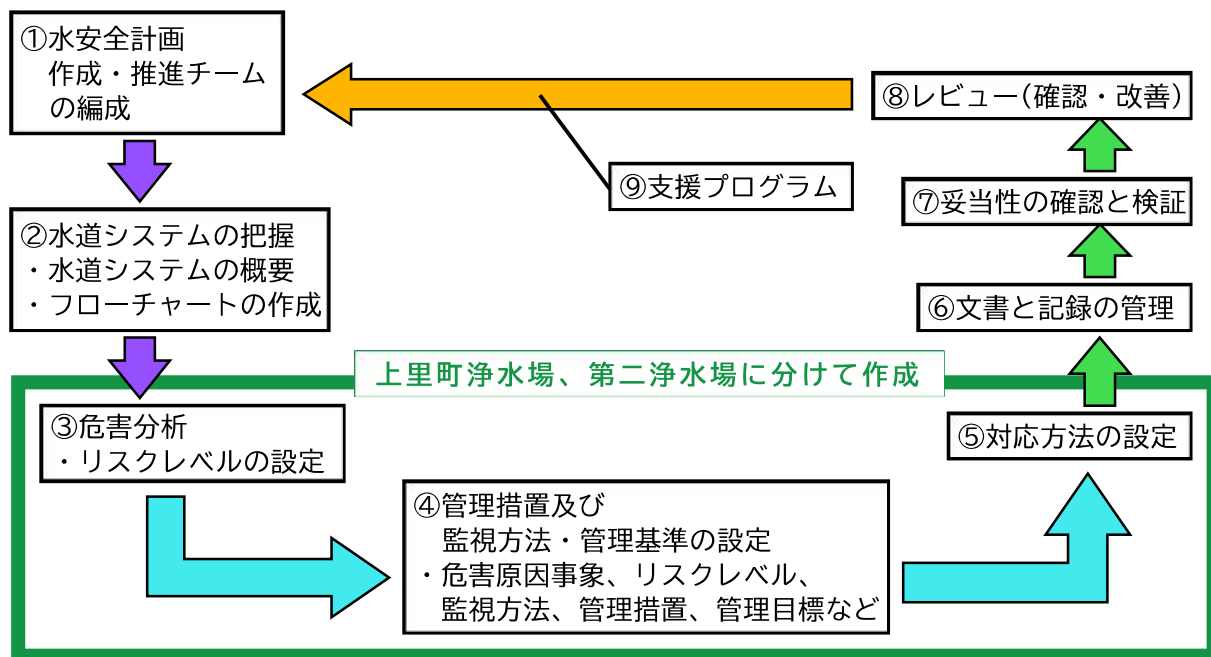 ①水安全計画
作成・推進チーム
の編成
②水道システムの把握
・水道システムの概要
・フローチャートの作成
上里町浄水場、第二浄水場に分けて作成
③危害分析
・リスクレベルの設定
④管理措置及び
監視方法・管理基準の設定
・危害原因事象、リスクレベル、
監視方法、管理措置、管理目標など
⑤対応方法の設定
⑥文書と記録の管理
⑦妥当性の確認と検証
⑧レビュー(確認・改善)
⑨支援プログラム